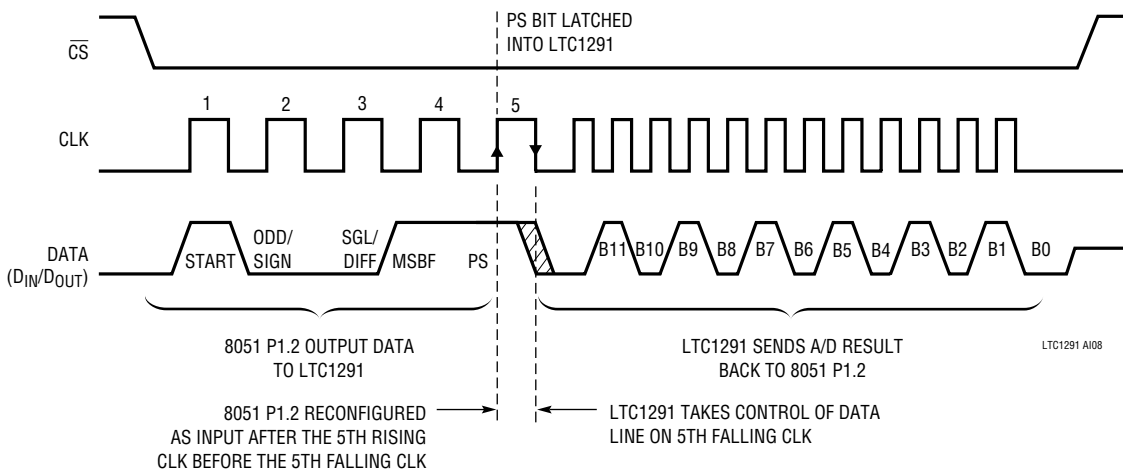 PS BIT LATCHED
INTO LTC1291
CS
1 2 3 4 5
CLK
DATA
(DIN/DOUT)
START
ODD/
SIGN
SGL/
DIFF
MSBF
PS
B11 B10 B9 B8 B7 B6 B5 B4 B3 B2 B1 B0
8051 P1.2 OUTPUT DATA
TO LTC1291
LTC1291 SENDS A/D RESULT
BACK TO 8051 P1.2
LTC1291 AI08
8051 P1.2 RECONFIGURED
AS INPUT AFTER THE 5TH RISING
CLK BEFORE THE 5TH FALLING CLK
LTC1291 TAKES CONTROL OF DATA
LINE ON 5TH FALLING CLK